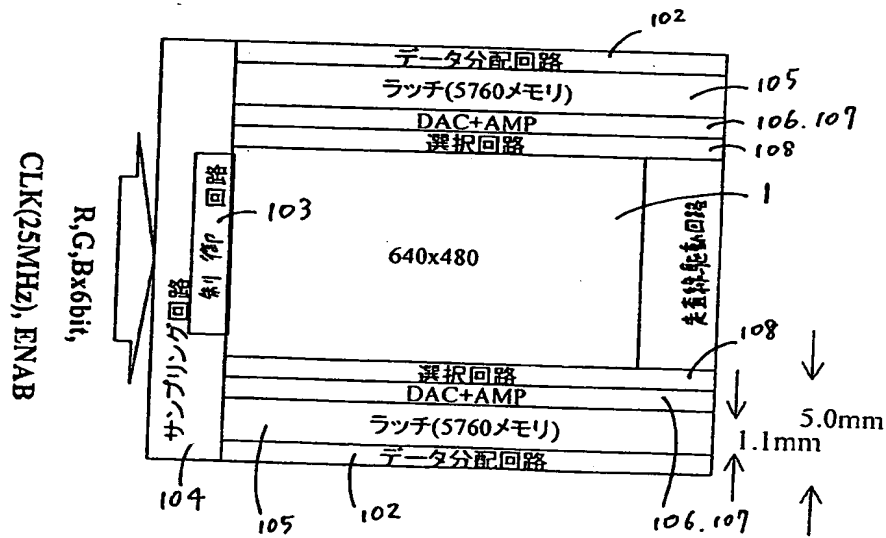 102
データ分配回路
ラッチ(5760メモリ)
105
DAC+AMP
106.107
選択回路
108
制御回路
103
1
640x480
走査線駆動回路
R,G,Bx6bit,
CLK(25MHz), ENAB
サンプリング回路
選択回路
108
DAC+AMP
ラッチ(5760メモリ)
5.0mm
1.1mm
データ分配回路
104
105
102
106.107